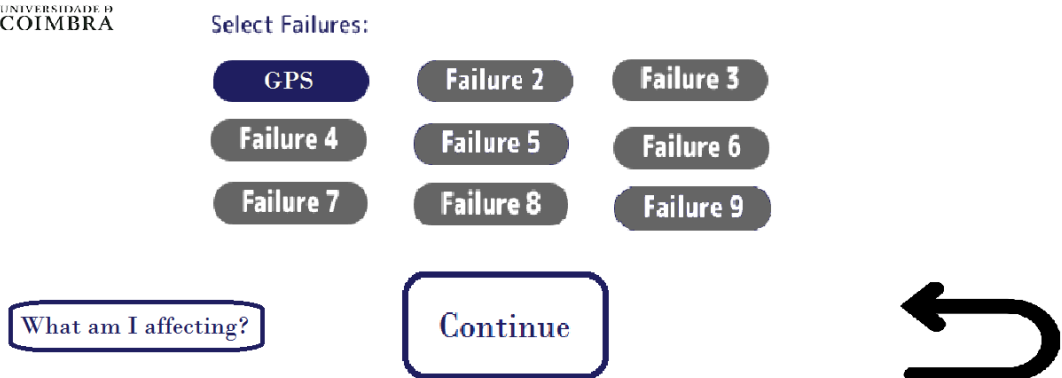 UNIVERSIDADE D
COIMBRA
Select Failures:
GPS
Failure 2
Failure 3
Failure 4
Failure 5
Failure 6
Failure 7
Failure 8
Failure 9
What am I affecting?
Continue